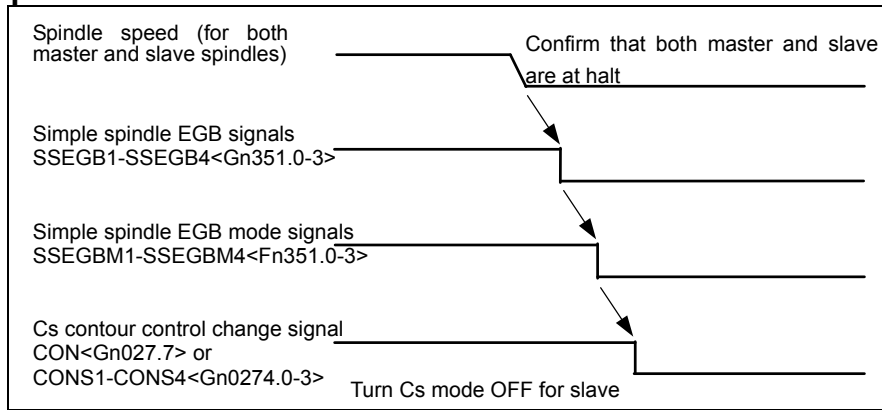 Spindle speed (for both
master and slave spindles)
Confirm that both master and slave
are at halt
Simple spindle EGB signals
SSEGB1-SSEGB4<Gn351.0-3>
Simple spindle EGB mode signals
SSEGBM1-SSEGBM4<Fn351.0-3>
Cs contour control change signal
CON<Gn027.7> or
CONS1-CONS4<Gn0274.0-3>
Turn Cs mode OFF for slave